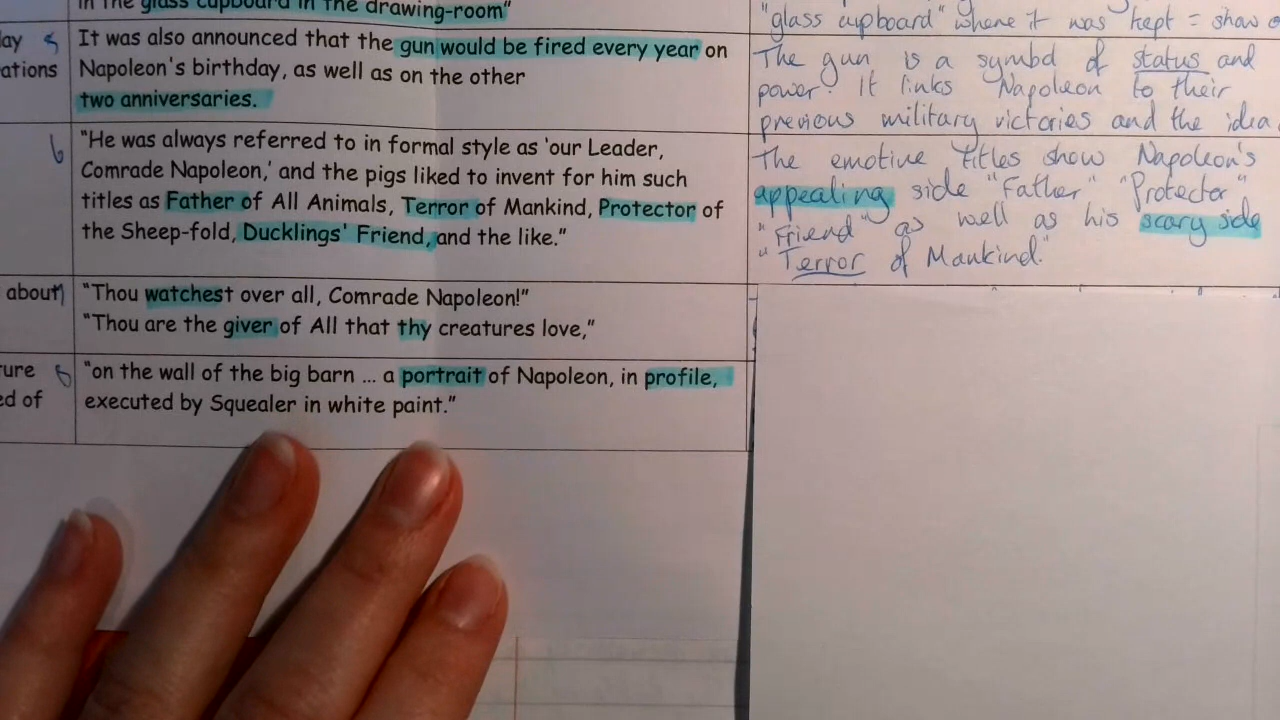 in the glass cupboard in the drawing-room"
"glass cupboard" where it was kept = show o
lay 5
ations
It was also announced that the gun would be fired every year on
Napoleon's birthday, as well as on the other
two anniversaries.
The gun is a symbol of status and
power. It links Napoleon to their
previous military victories and the idea
6
"He was always referred to in formal style as 'our Leader,
Comrade Napoleon,' and the pigs liked to invent for him such
titles as Father of All Animals, Terror of Mankind, Protector of
the Sheep-fold, Ducklings' Friend, and the like."
The emotive titles show Napoleon's
appealing side "Father" "Protector"
"Friend" as well as his scary side
"Terror of Mankind."
about
"Thou watchest over all, Comrade Napoleon!"
"Thou are the giver of All that thy creatures love,"
ture
ed of
"on the wall of the big barn ... a portrait of Napoleon, in profile,
executed by Squealer in white paint."